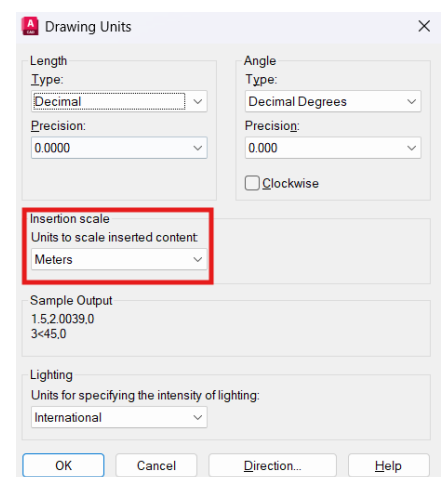 Drawing Units
Length
Type:
Decimal
Precision:
0.0000
Angle
Type:
Decimal Degrees
Precision:
0.000
Clockwise
Insertion scale
Units to scale inserted content:
Meters
Sample Output
1.5,2.0039,0
3<45,0
Lighting
Units for specifying the intensity of lighting:
International
OK Cancel Direction... Help